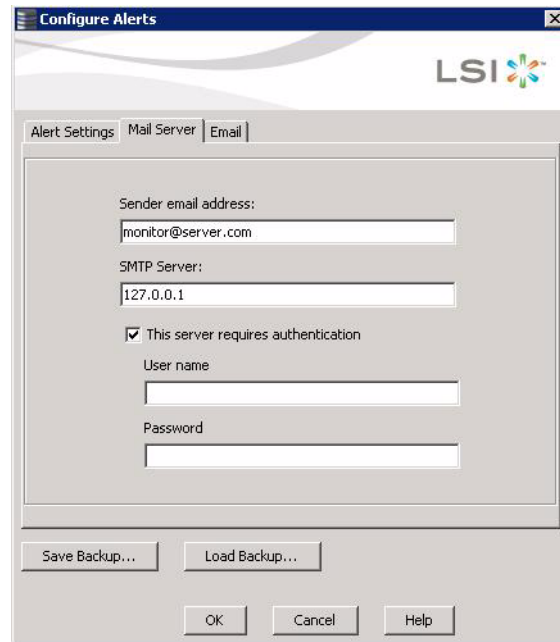 Configure Alerts
LSI
Alert Settings Mail Server Email
Sender email address:
monitor@server.com
SMTP Server:
127.0.0.1
This server requires authentication
User name
Password
Save Backup... Load Backup...
OK Cancel Help